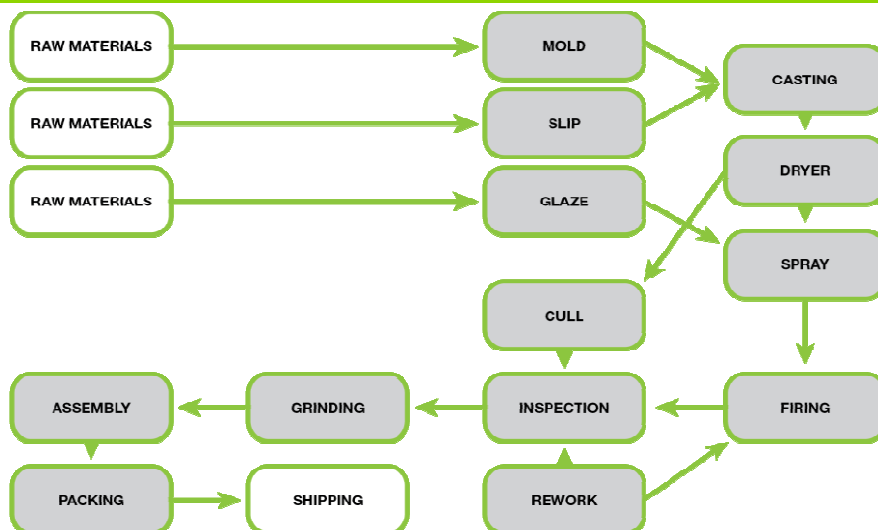 RAW MATERIALS
MOLD
CASTING
RAW MATERIALS
SLIP
DRYER
RAW MATERIALS
GLAZE
SPRAY
CULL
ASSEMBLY
GRINDING
INSPECTION
FIRING
PACKING
SHIPPING
REWORK